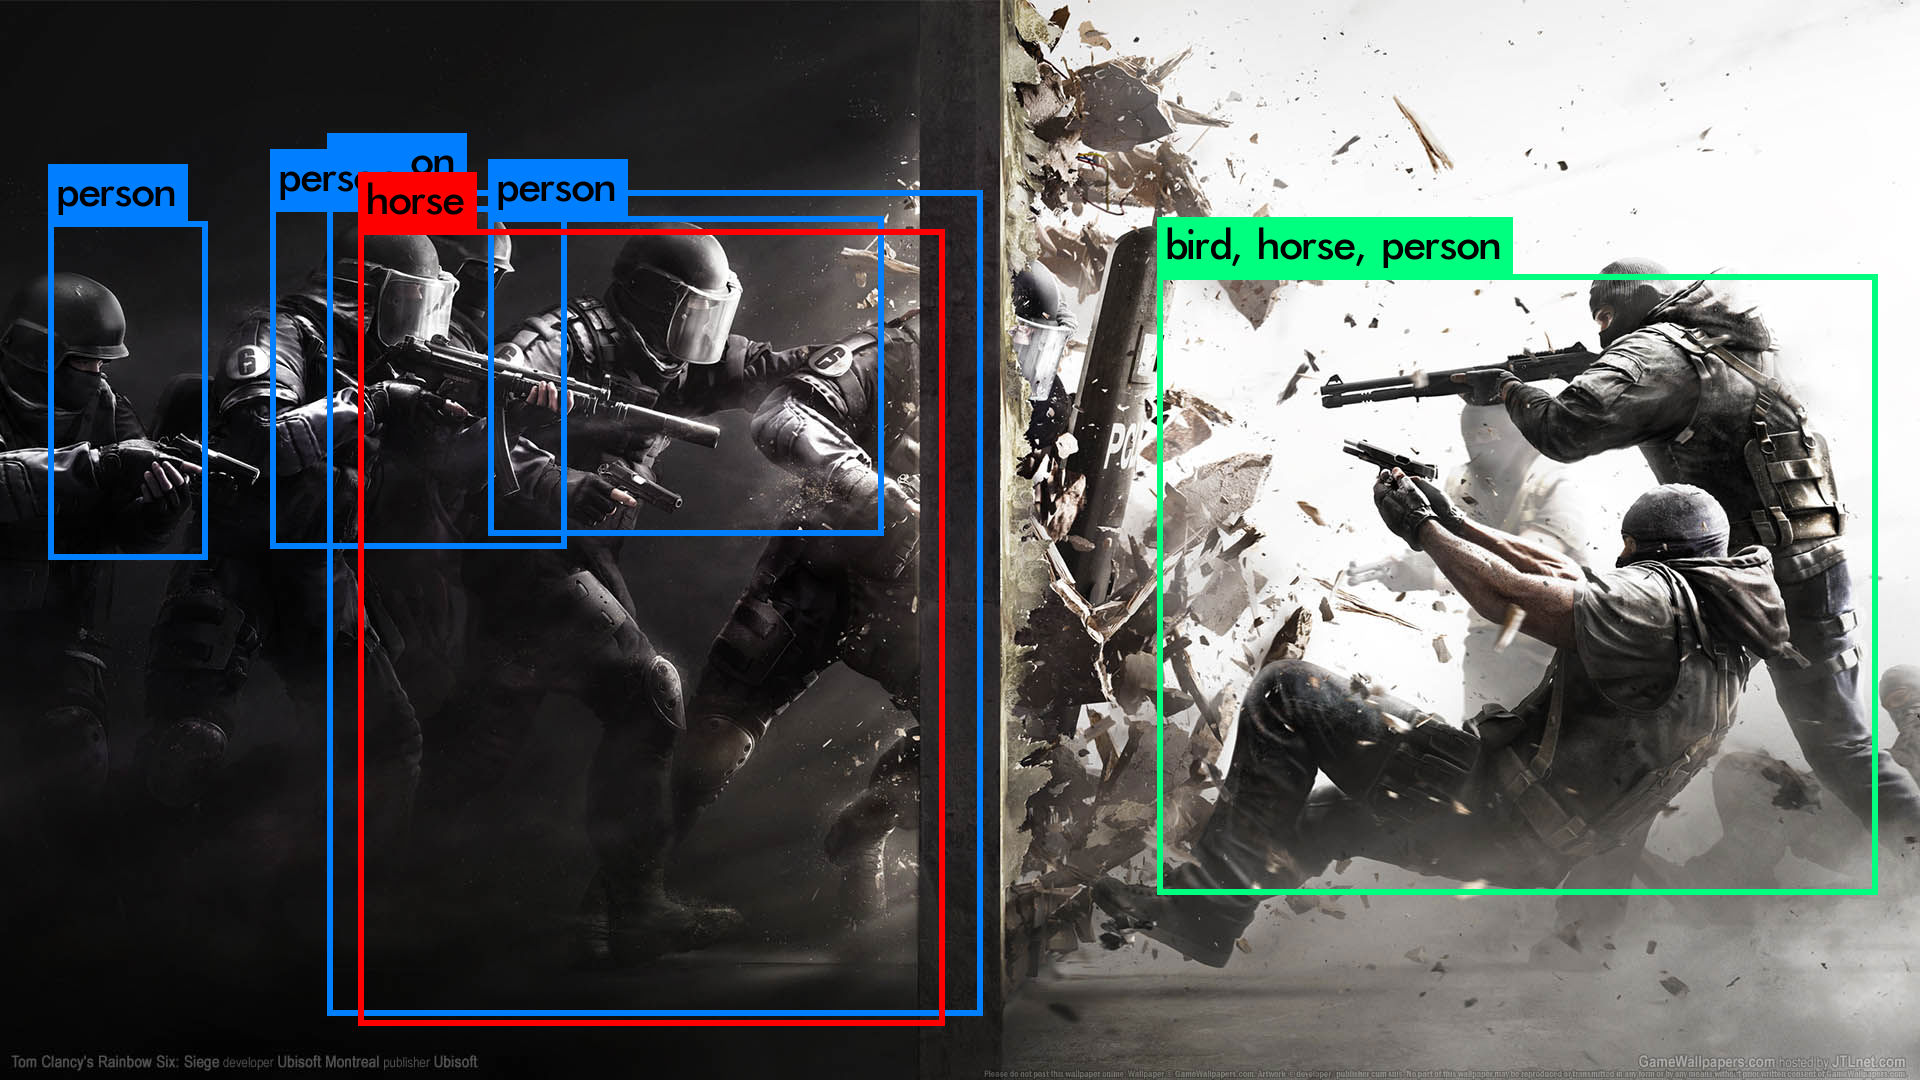 person
person
on
horse
person
bird, horse, person
6
6
Tom Clancy's Rainbow Six: Siege developer Ubisoft Montreal publisher Ubisoft
GameWallpapers.com hosted by JTLnet.com
Please do not post this wallpaper online. Wallpaper © GameWallpapers.com. Artwork © developer, publisher cum suis. No part of this wallpaper may be reproduced or transmitted in any form or by any means without prior written consent of GameWallpapers.com.